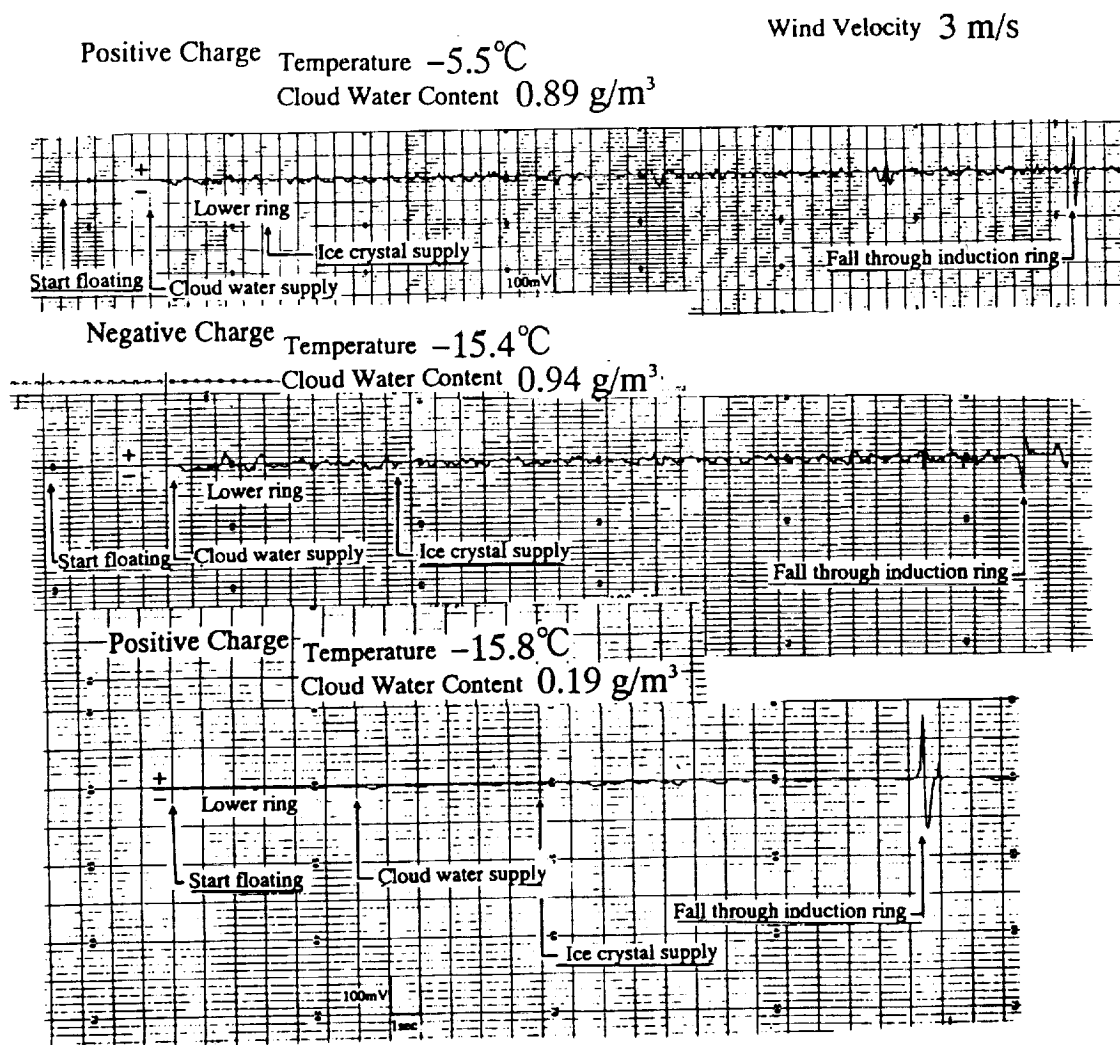 Wind Velocity 3 m/s
Positive Charge Temperature −5.5°C
Cloud Water Content 0.89 g/m³
+
−
Lower ring
Ice crystal supply
Fall through induction ring
Start floating
Cloud water supply
100mV
Negative Charge Temperature −15.4°C
Cloud Water Content 0.94 g/m³
+
−
Lower ring
Start floating
Cloud water supply
Ice crystal supply
Fall through induction ring
Positive Charge Temperature −15.8°C
Cloud Water Content 0.19 g/m³
+
−
Lower ring
Start floating
Cloud water supply
Fall through induction ring
Ice crystal supply
100mV
1sec